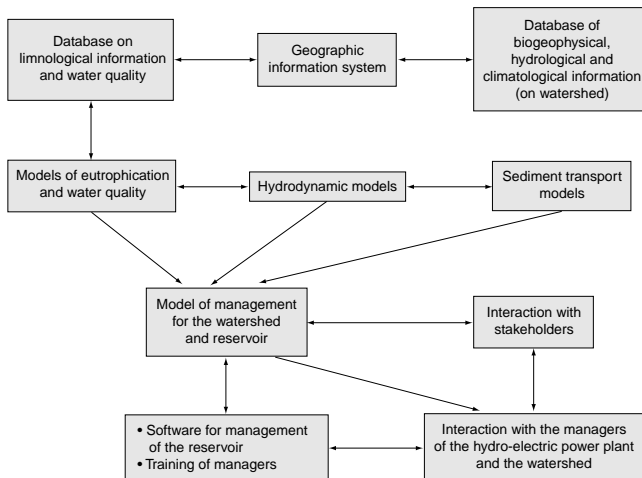 Database on
limnological information
and water quality
Geographic
information system
Database of
biogeophysical,
hydrological and
climatological information
(on watershed)
Models of eutrophication
and water quality
Hydrodynamic models
Sediment transport
models
Model of management
for the watershed
and reservoir
Interaction with
stakeholders
• Software for management
of the reservoir
• Training of managers
Interaction with the managers
of the hydro-electric power plant
and the watershed